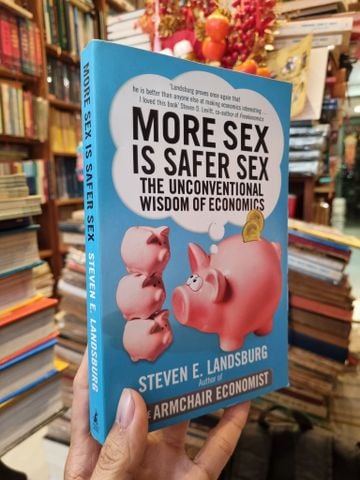 'Landsburg proves once again that
he is better than anyone else at making economics interesting ...
I loved this book' Steven D. Levitt, co-author of Freakonomics
MORE SEX
IS SAFER SEX
THE UNCONVENTIONAL
WISDOM OF ECONOMICS
STEVEN E. LANDSBURG
Author of
ARMCHAIR ECONOMIST
MORE SEX IS SAFER SEX STEVEN E. LANDSBURG